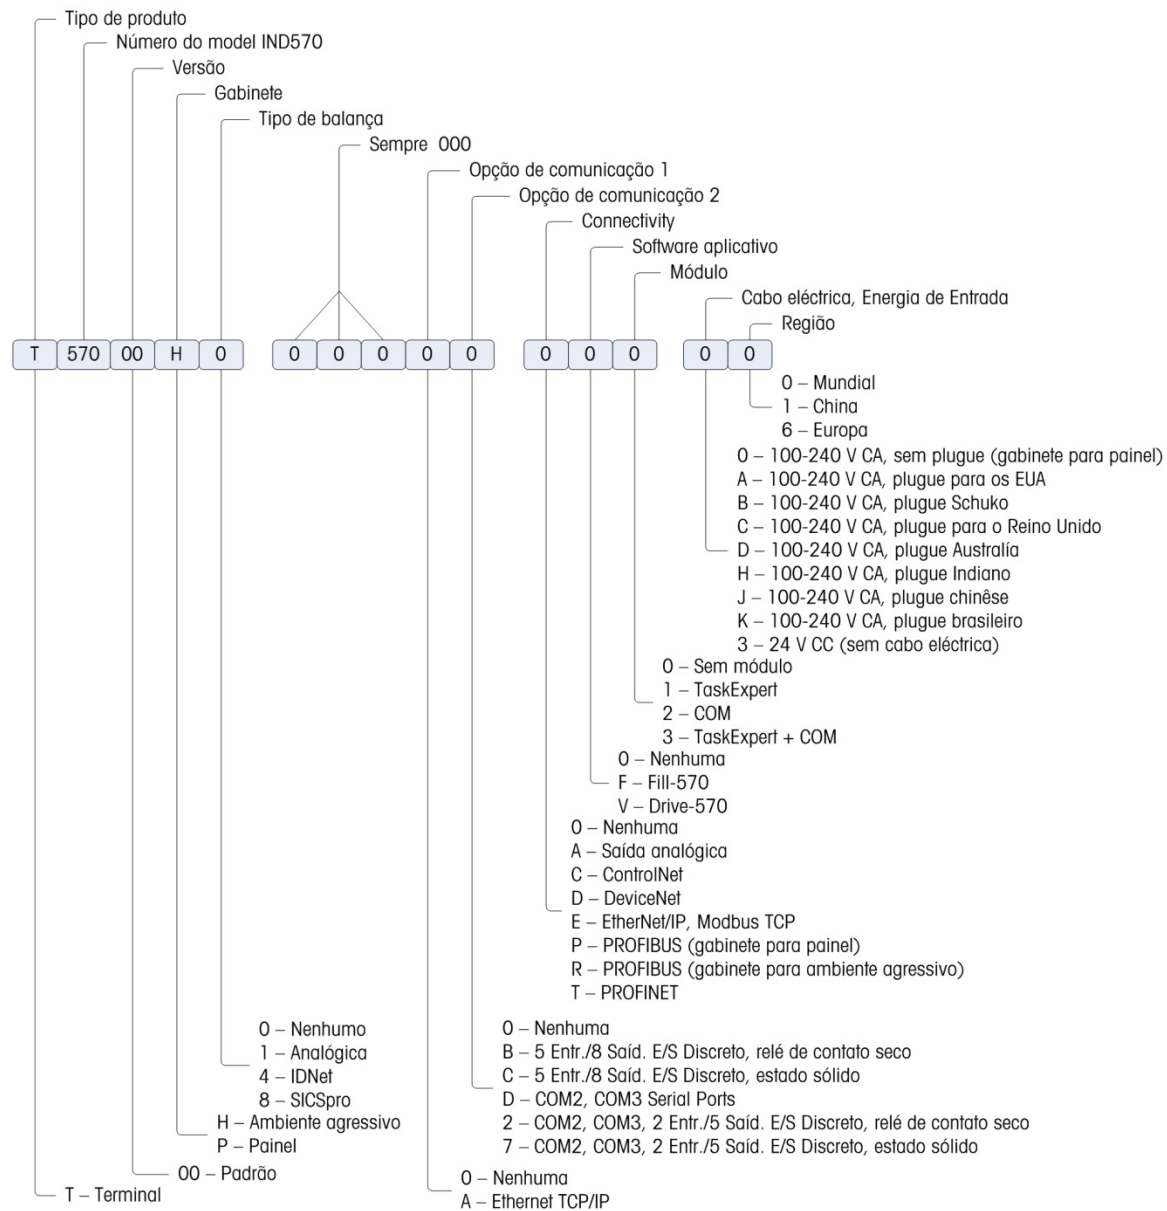 Tipo de produto
Número do model IND570
Versão
Gabinete
Tipo de balança
Sempre 000
Opção de comunicação 1
Opção de comunicação 2
Connectivity
Software aplicativo
Módulo
Cabo eléctrica, Energia de Entrada
Região
T 570 00 H 0 0 0 0 0 0 0 0 0 0 0
0 – Mundial
1 – China
6 – Europa
0 – 100-240 V CA, sem plugue (gabinete para painel)
A – 100-240 V CA, plugue para os EUA
B – 100-240 V CA, plugue Schuko
C – 100-240 V CA, plugue para o Reino Unido
D – 100-240 V CA, plugue Australía
H – 100-240 V CA, plugue Indiano
J – 100-240 V CA, plugue chinêse
K – 100-240 V CA, plugue brasileiro
3 – 24 V CC (sem cabo eléctrica)
0 – Sem módulo
1 – TaskExpert
2 – COM
3 – TaskExpert + COM
0 – Nenhuma
F – Fill-570
V – Drive-570
0 – Nenhuma
A – Saída analógica
C – ControlNet
D – DeviceNet
E – EtherNet/IP, Modbus TCP
P – PROFIBUS (gabinete para painel)
R – PROFIBUS (gabinete para ambiente agressivo)
T – PROFINET
0 – Nenhuma
B – 5 Entr./8 Saíd. E/S Discreto, relé de contato seco
C – 5 Entr./8 Saíd. E/S Discreto, estado sólido
D – COM2, COM3 Serial Ports
2 – COM2, COM3, 2 Entr./5 Saíd. E/S Discreto, relé de contato seco
7 – COM2, COM3, 2 Entr./5 Saíd. E/S Discreto, estado sólido
0 – Nenhumo
1 – Analógica
4 – IDNet
8 – SICSpro
H – Ambiente agressivo
P – Painel
00 – Padrão
T – Terminal
0 – Nenhuma
A – Ethernet TCP/IP